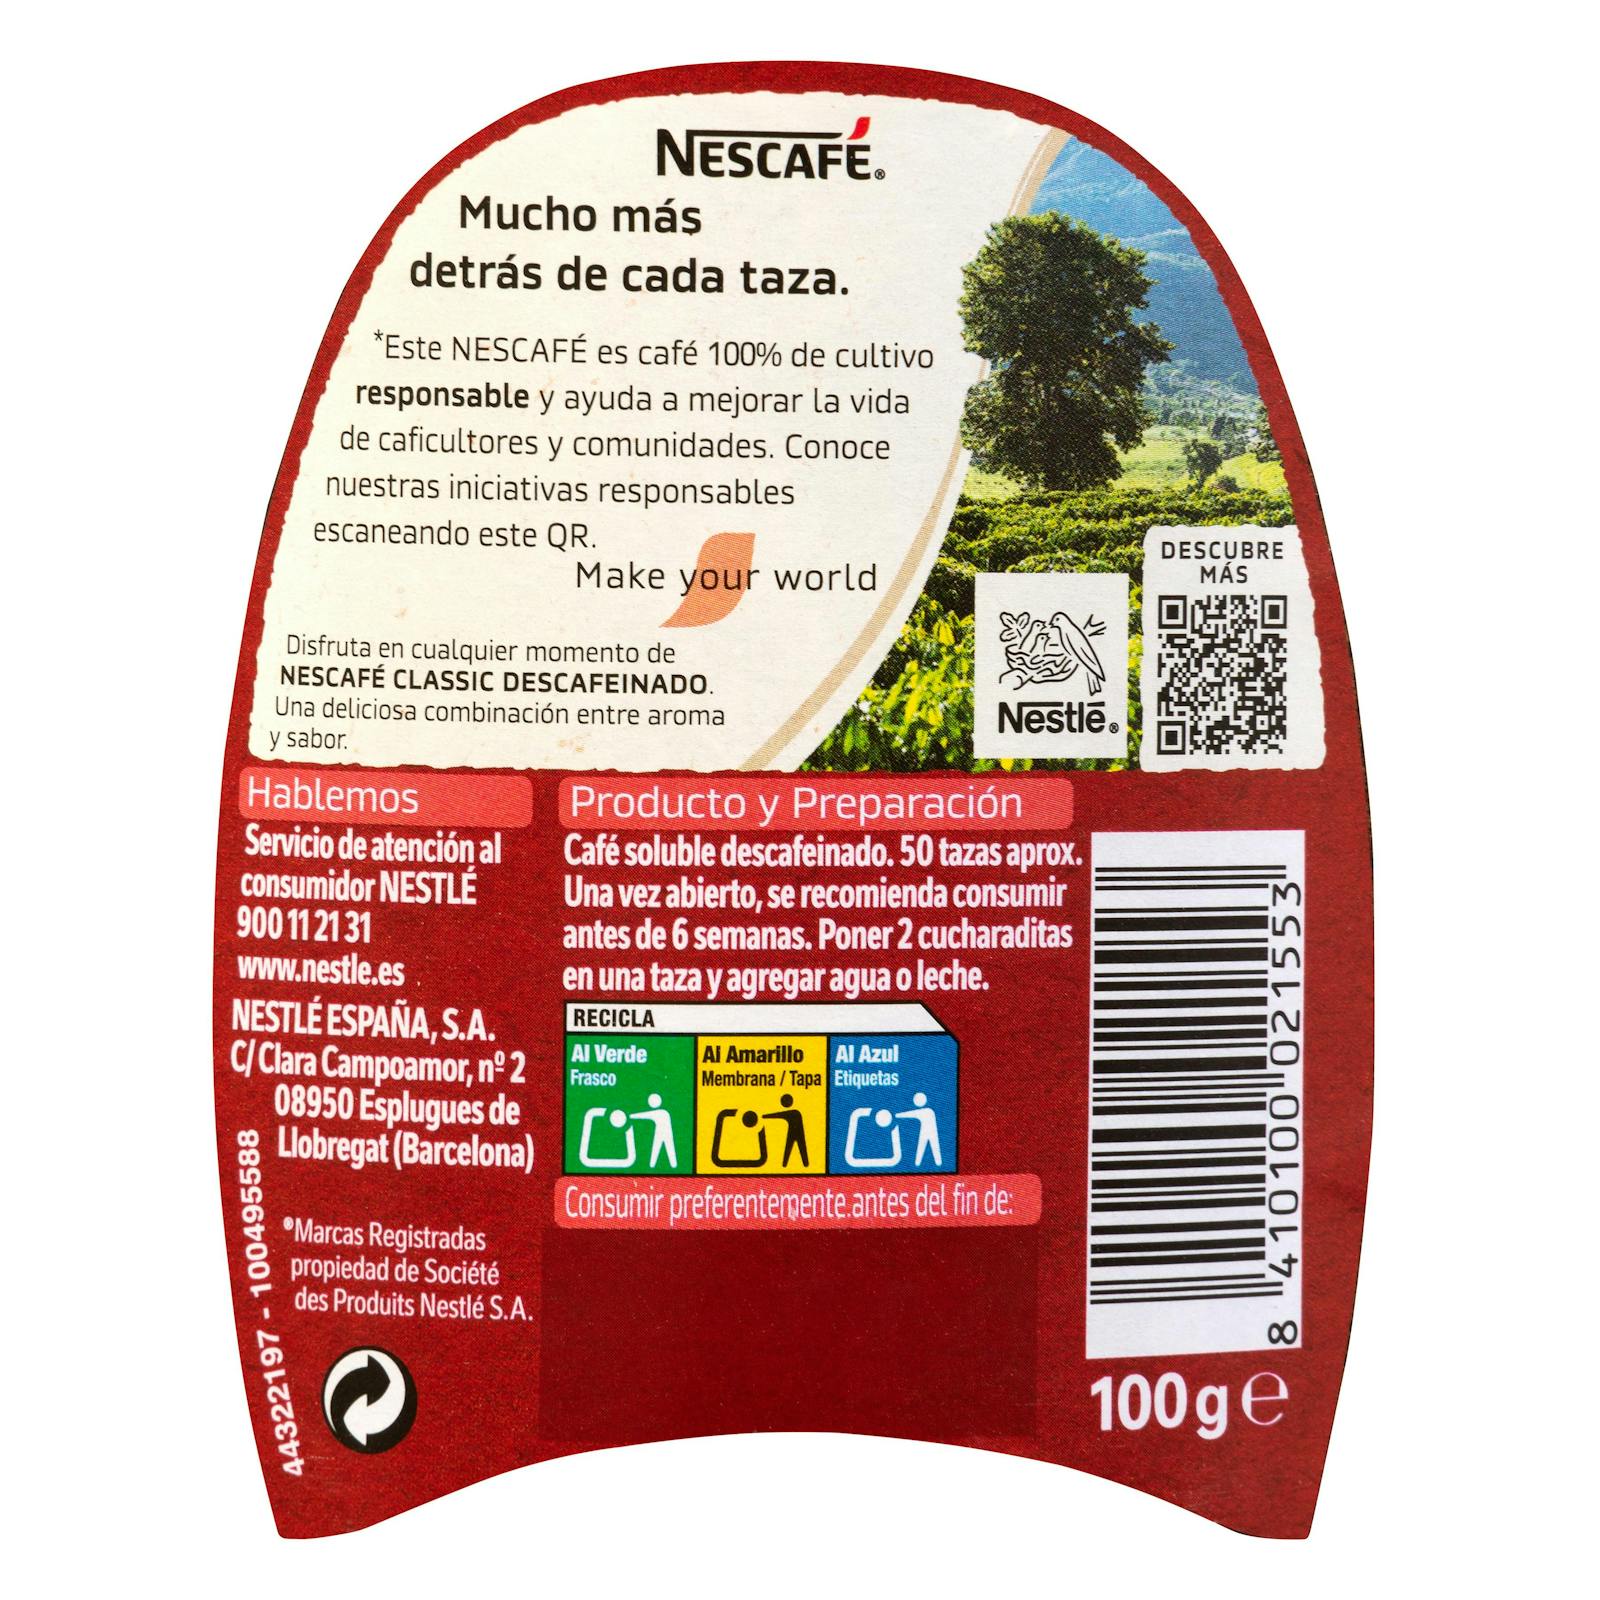 NESCAFÉ®
Mucho más
detrás de cada taza.
*Este NESCAFÉ es café 100% de cultivo
responsable y ayuda a mejorar la vida
de caficultores y comunidades. Conoce
nuestras iniciativas responsables
escaneando este QR.
Make your world
Disfruta en cualquier momento de
NESCAFÉ CLASSIC DESCAFEINADO.
Una deliciosa combinación entre aroma
y sabor.
DESCUBRE
MÁS
Nestlé®
Hablemos
Servicio de atención al
consumidor NESTLÉ
900 11 21 31
www.nestle.es
NESTLÉ ESPAÑA, S.A.
C/ Clara Campoamor, nº 2
08950 Esplugues de
Llobregat (Barcelona)
®Marcas Registradas
propiedad de Société
des Produits Nestlé S.A.
44322197 - 100495588
Producto y Preparación
Café soluble descafeinado. 50 tazas aprox.
Una vez abierto, se recomienda consumir
antes de 6 semanas. Poner 2 cucharaditas
en una taza y agregar agua o leche.
RECICLA
Al Verde
Frasco
Al Amarillo
Membrana / Tapa
Al Azul
Etiquetas
Consumir preferentemente antes del fin de:
8 410100 021553
100 g e